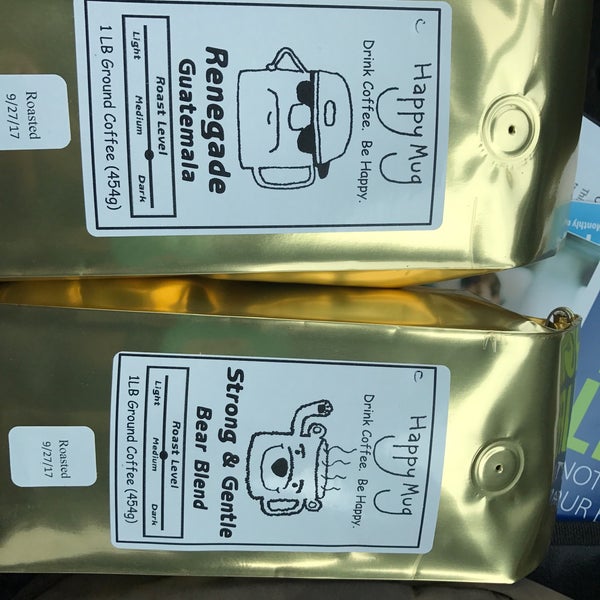 Happy Mug
Drink Coffee. Be Happy.
Renegade
Guatemala
Roast Level
Light Medium Dark
1 LB Ground Coffee (454g)
Roasted
9/27/17
Happy Mug
Drink Coffee. Be Happy.
Strong & Gentle
Bear Blend
Roast Level
Light Medium Dark
1LB Ground Coffee (454g)
Roasted
9/27/17
Monthly
NOT